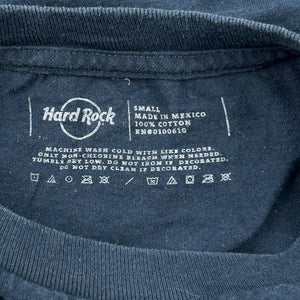 Hard Rock
SMALL
MADE IN MEXICO
100% COTTON
RN#0100610
MACHINE WASH COLD WITH LIKE COLORS.
ONLY NON-CHLORINE BLEACH WHEN NEEDED.
TUMBLE DRY LOW. DO NOT IRON IF DECORATED.
DO NOT DRY CLEAN IF DECORATED.